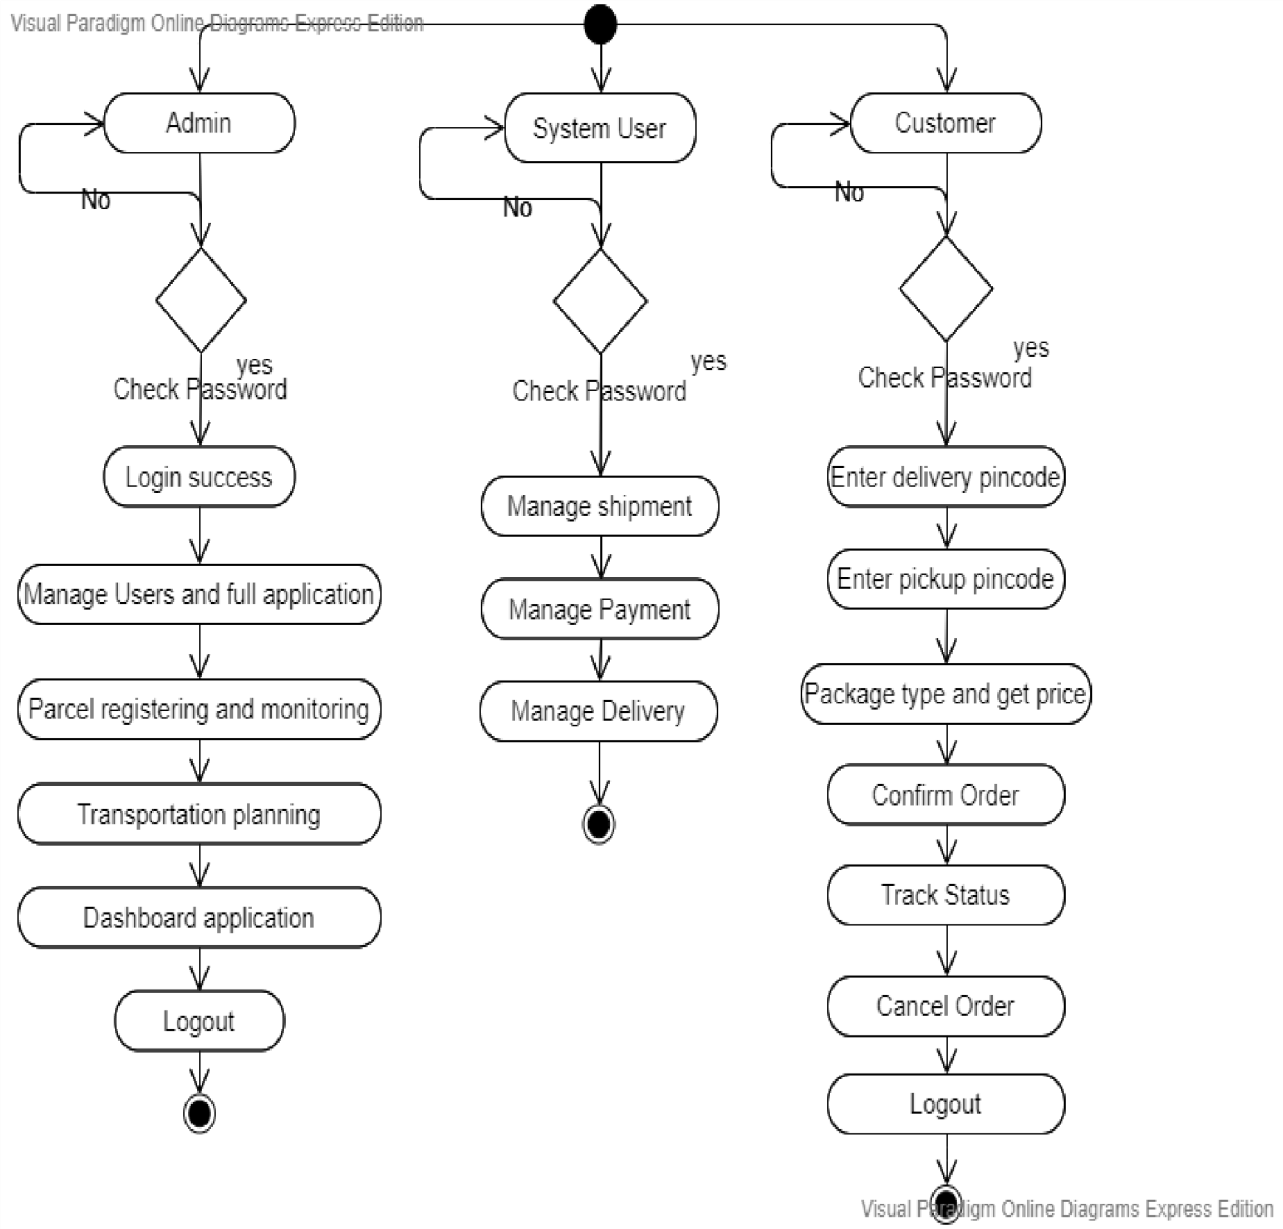 Visual Paradigm Online Diagrams Express Edition
Admin
No
yes
Check Password
Login success
Manage Users and full application
Parcel registering and monitoring
Transportation planning
Dashboard application
Logout
System User
No
yes
Check Password
Manage shipment
Manage Payment
Manage Delivery
Customer
No
yes
Check Password
Enter delivery pincode
Enter pickup pincode
Package type and get price
Confirm Order
Track Status
Cancel Order
Logout
Visual Paradigm Online Diagrams Express Edition